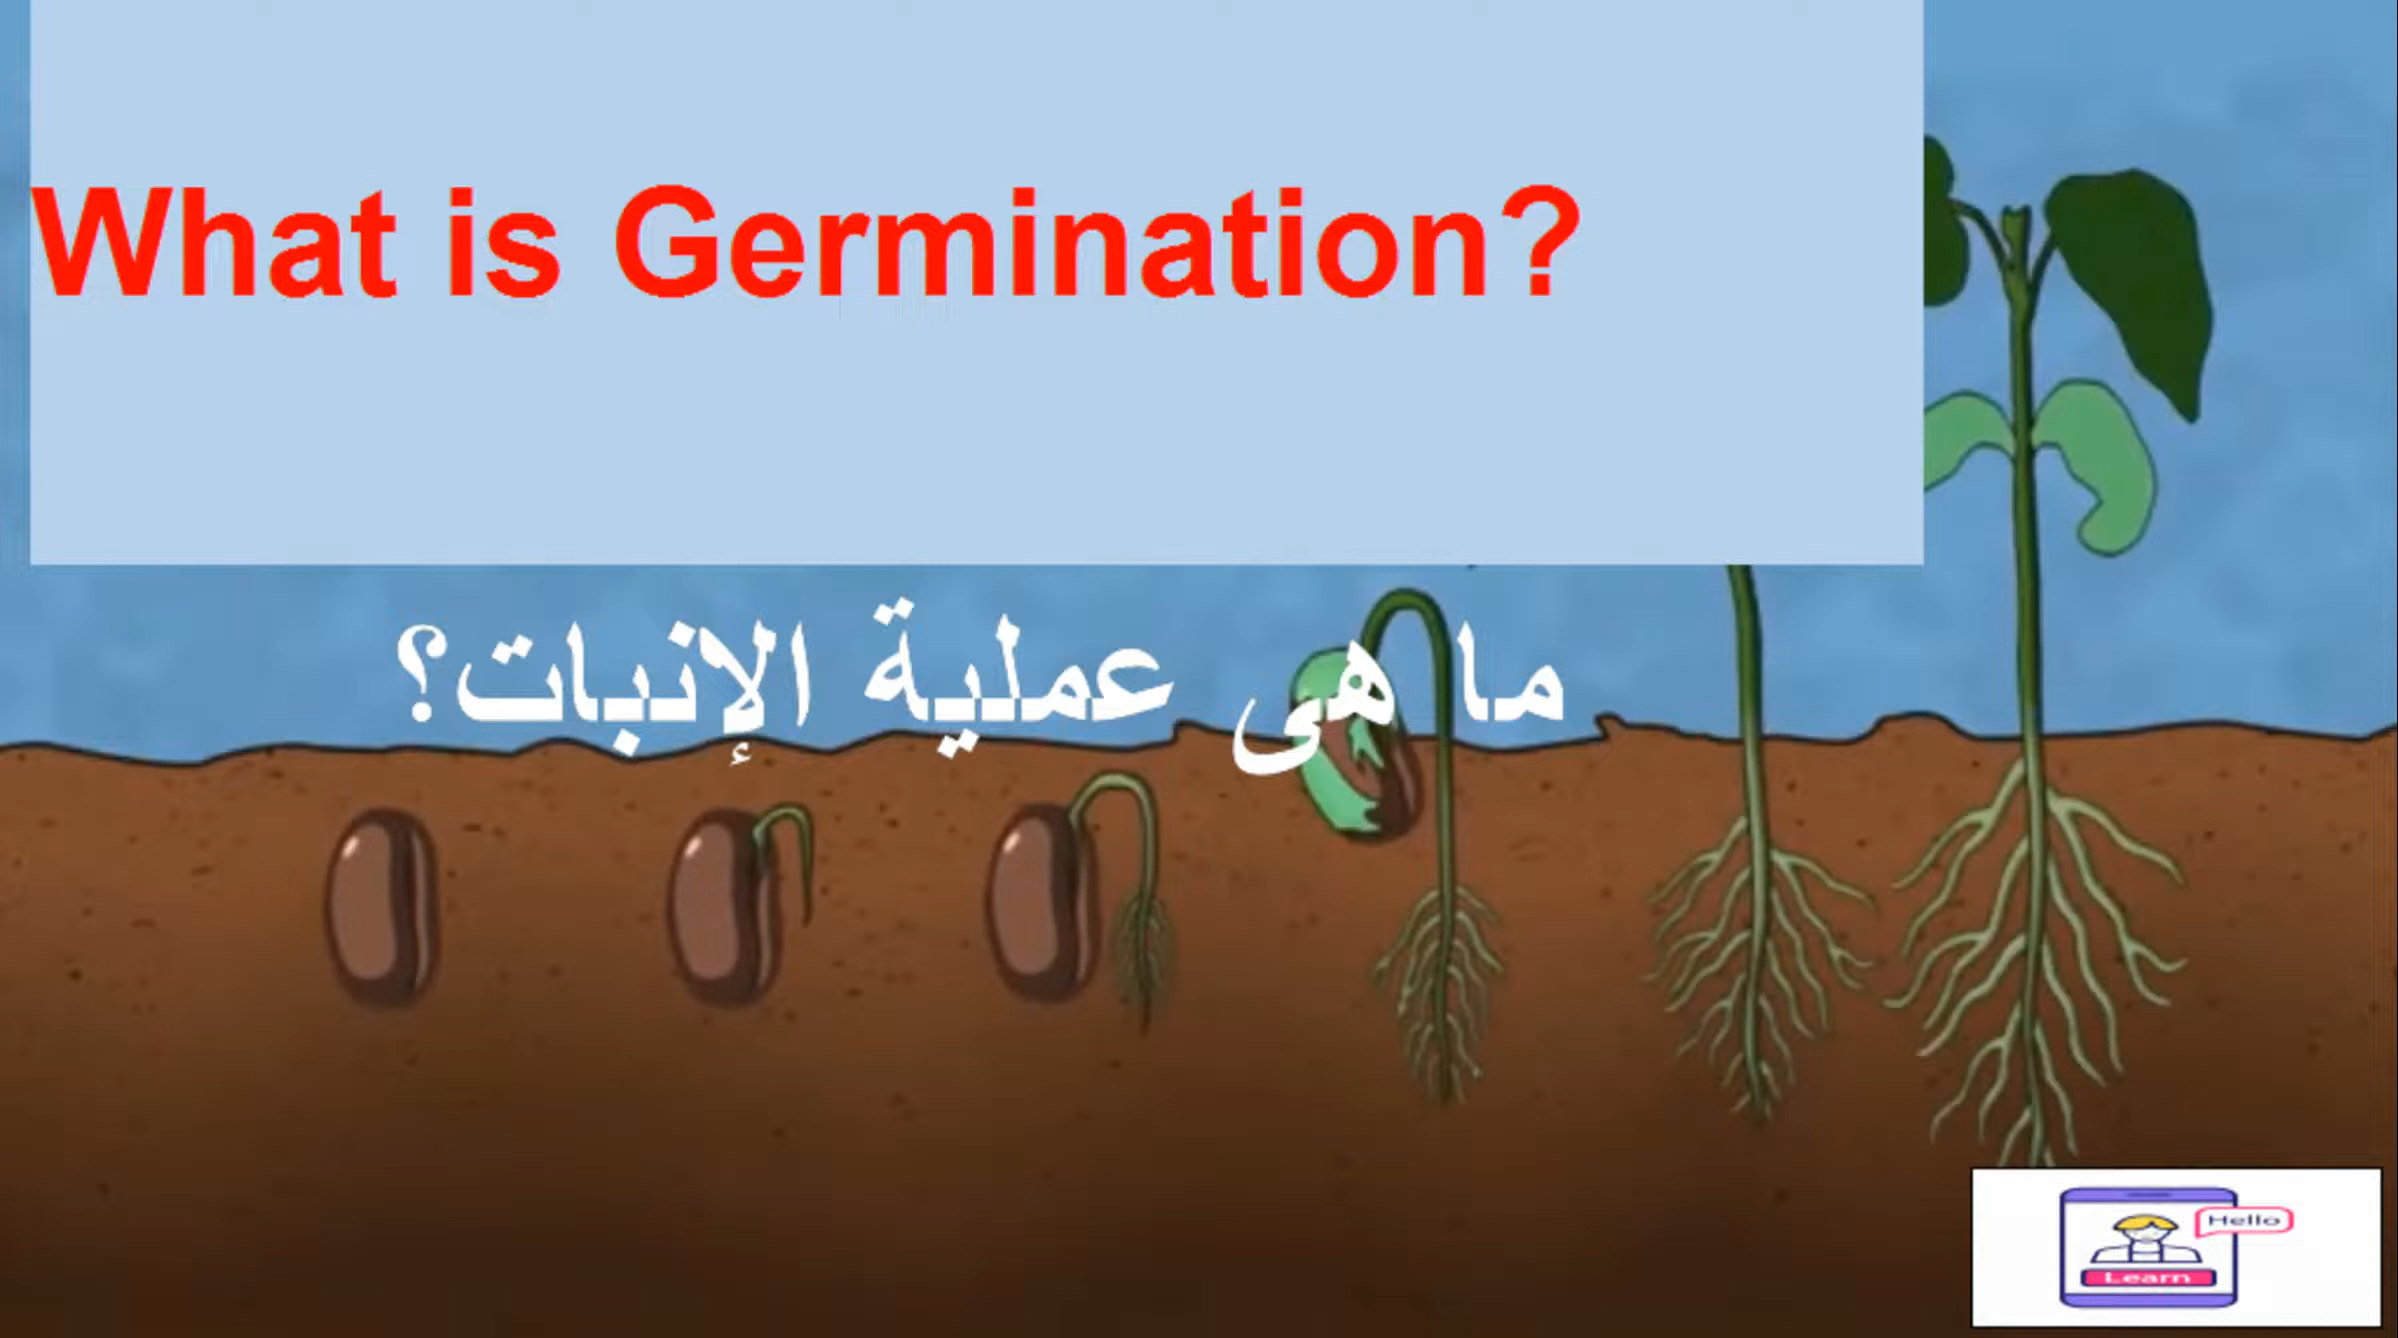 What is Germination?
ما هى عملية الإنبات؟
Hello
Learn